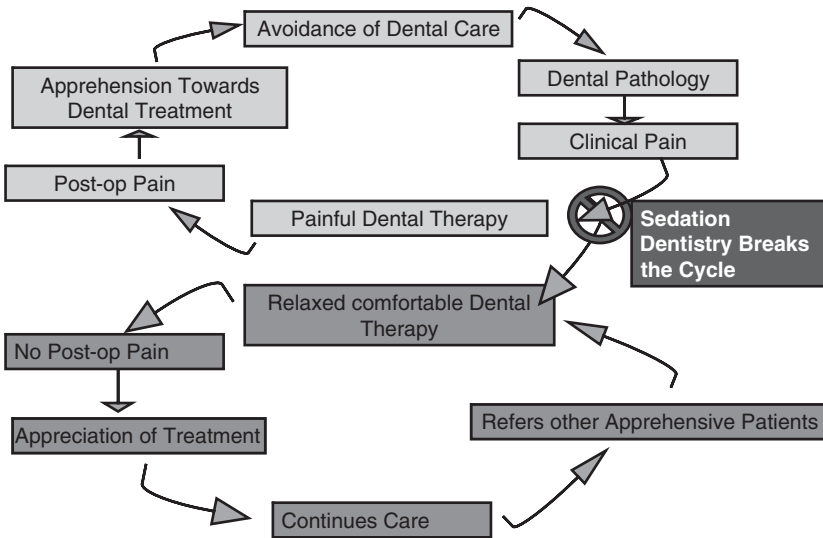 Avoidance of Dental Care
Apprehension Towards
Dental Treatment
Dental Pathology
Clinical Pain
Post-op Pain
Painful Dental Therapy
Sedation
Dentistry Breaks
the Cycle
Relaxed comfortable Dental
Therapy
No Post-op Pain
Appreciation of Treatment
Refers other Apprehensive Patients
Continues Care